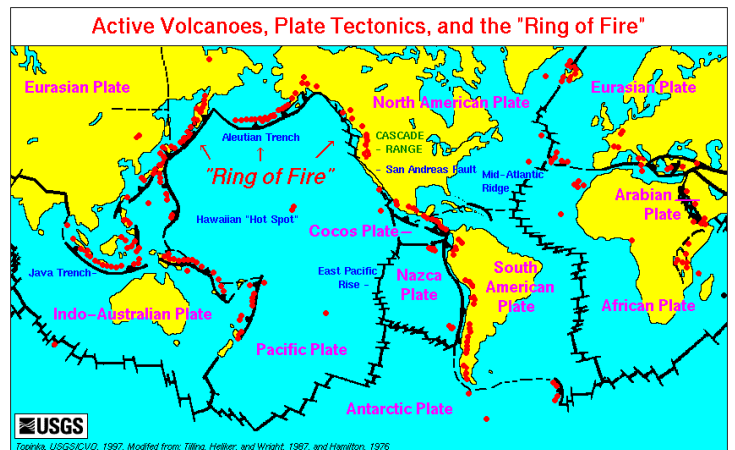 Active Volcanoes, Plate Tectonics, and the "Ring of Fire"
Eurasian Plate
North American Plate
Eurasian Plate
Aleutian Trench
CASCADE
- RANGE
"Ring of Fire"
- San Andreas Fault
Mid-Atlantic
Ridge
Arabian
Plate
Hawaiian "Hot Spot"
Cocos Plate
Java Trench
East Pacific
Rise -
Nazca
Plate
South
American
Plate
Indo-Australian Plate
African Plate
Pacific Plate
Antarctic Plate
USGS
Topinka, USGS/CVO, 1997, Modified from: Tilling, Heliker, and Wright, 1987, and Hamilton, 1976